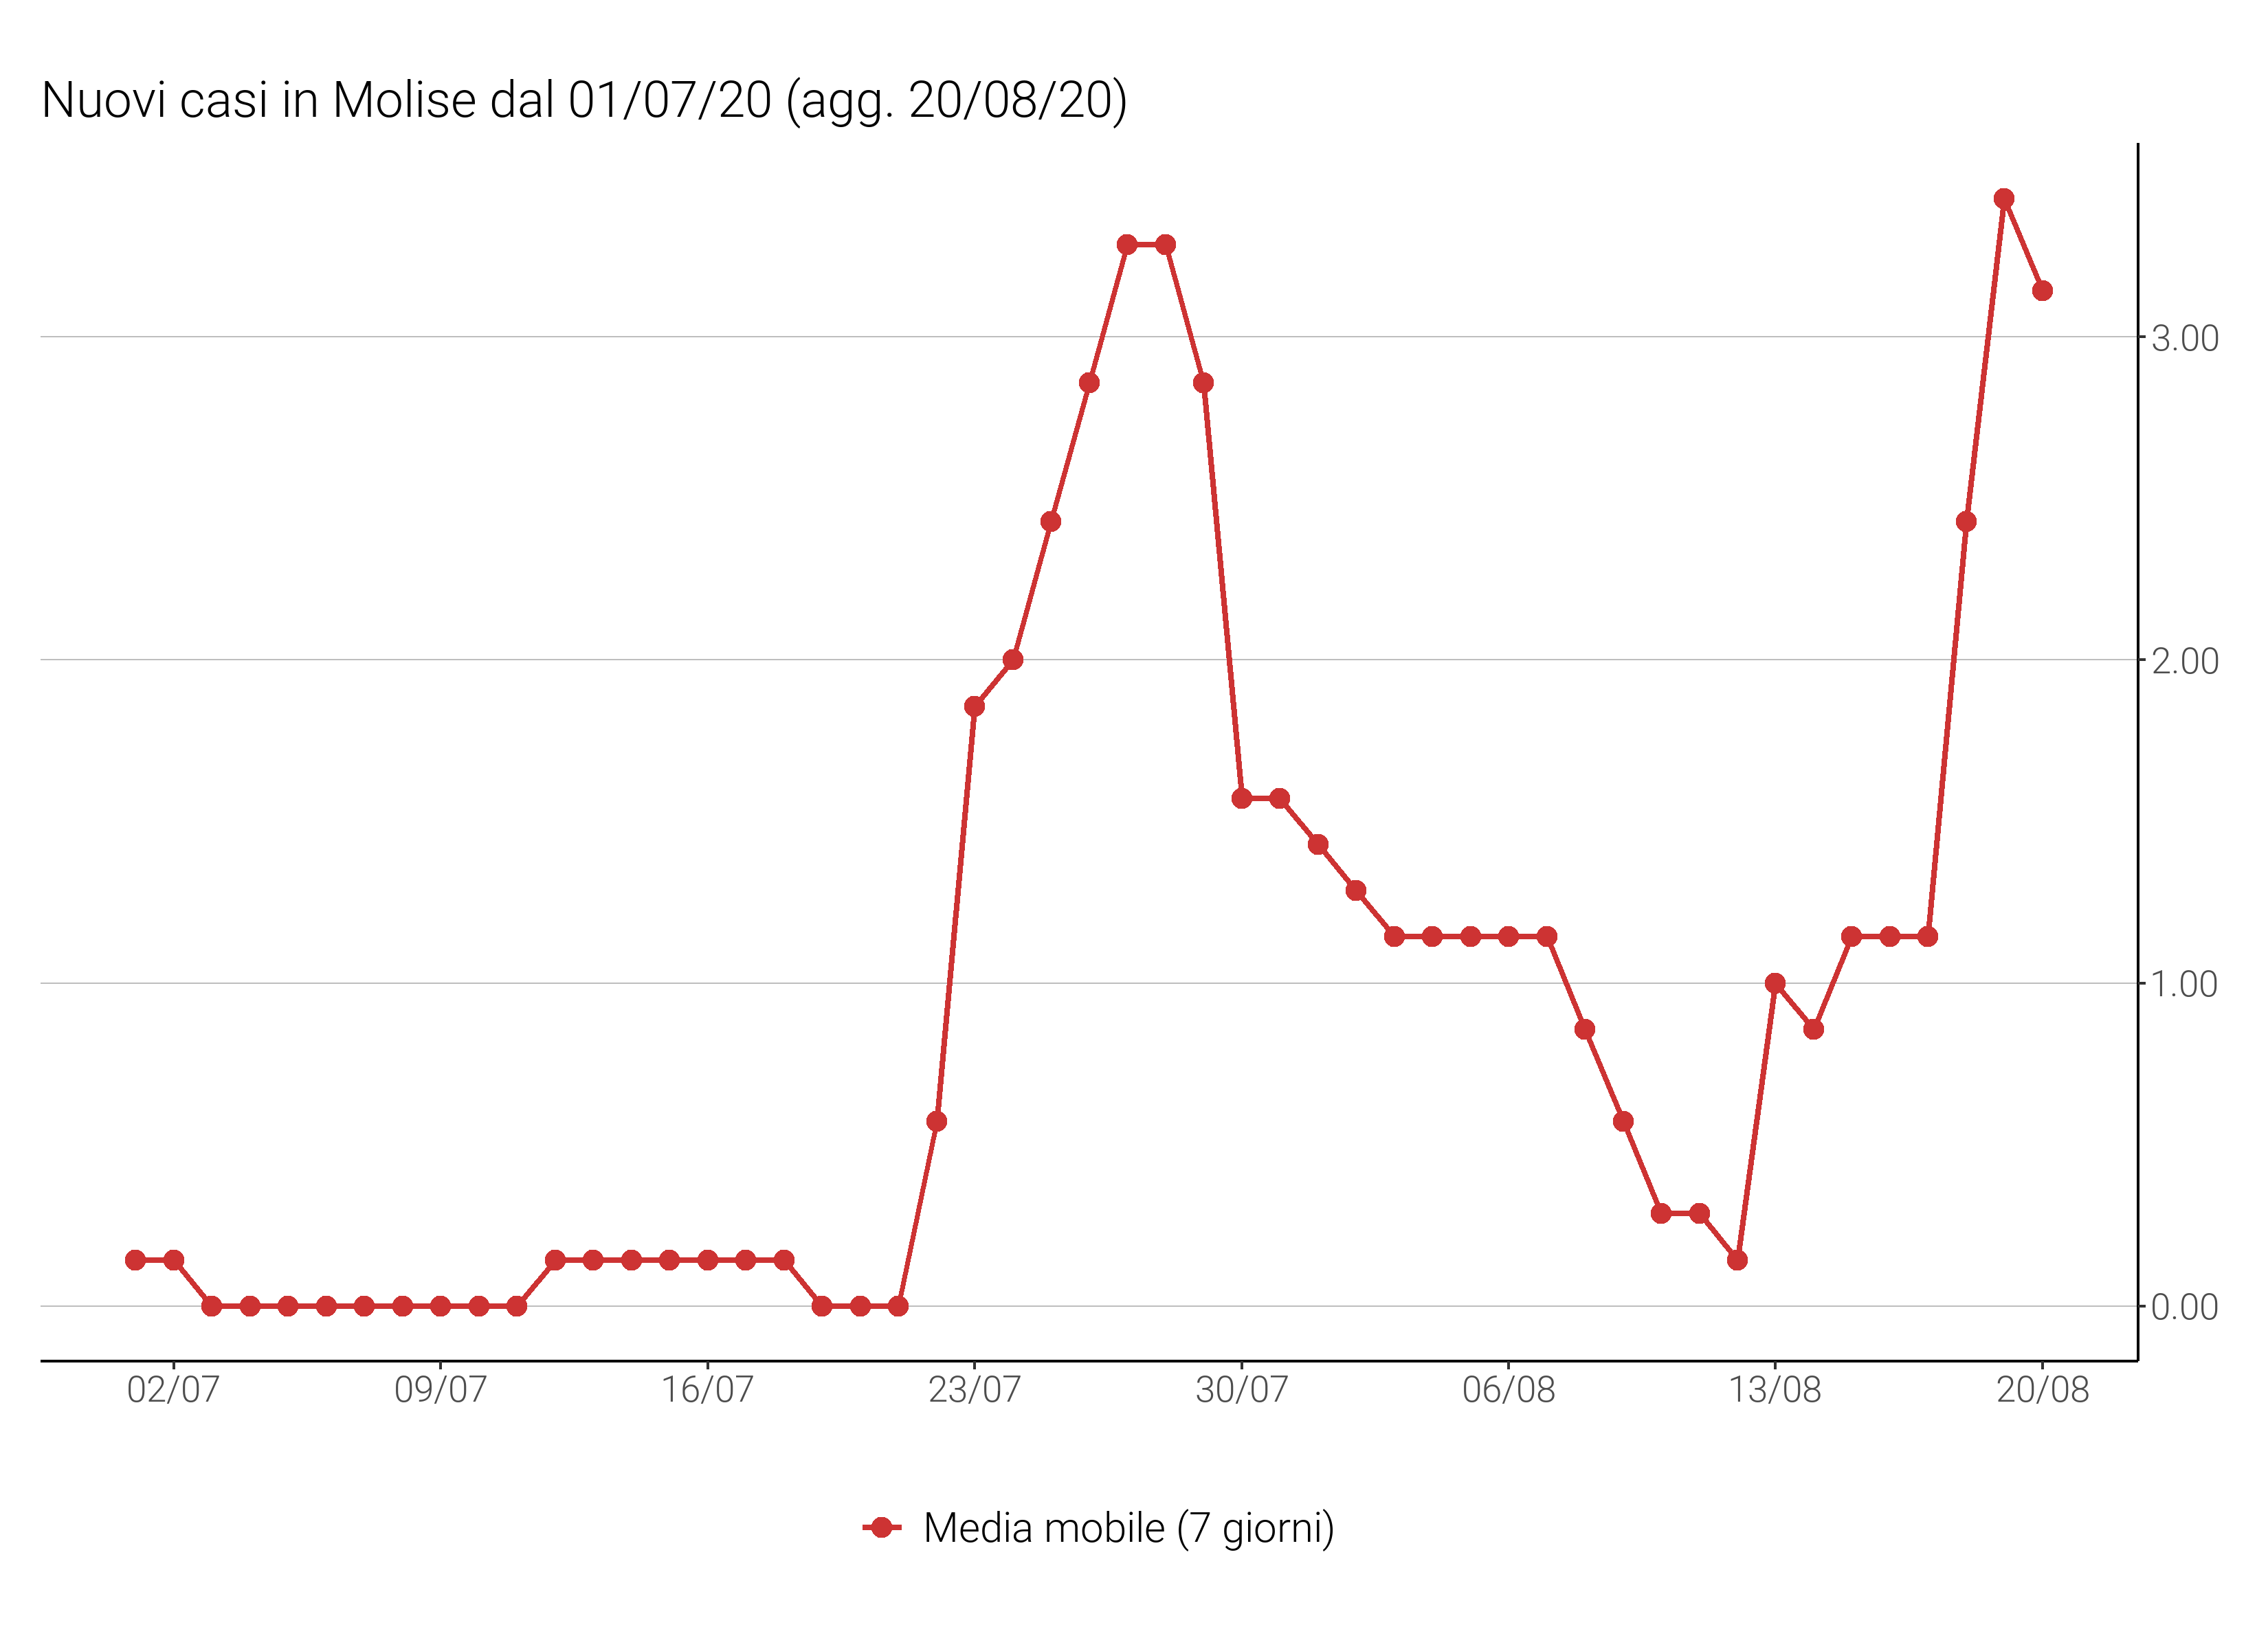 Nuovi casi in Molise dal 01/07/20 (agg. 20/08/20)
3.00
2.00
1.00
0.00
02/07 09/07 16/07 23/07 30/07 06/08 13/08 20/08
Media mobile (7 giorni)